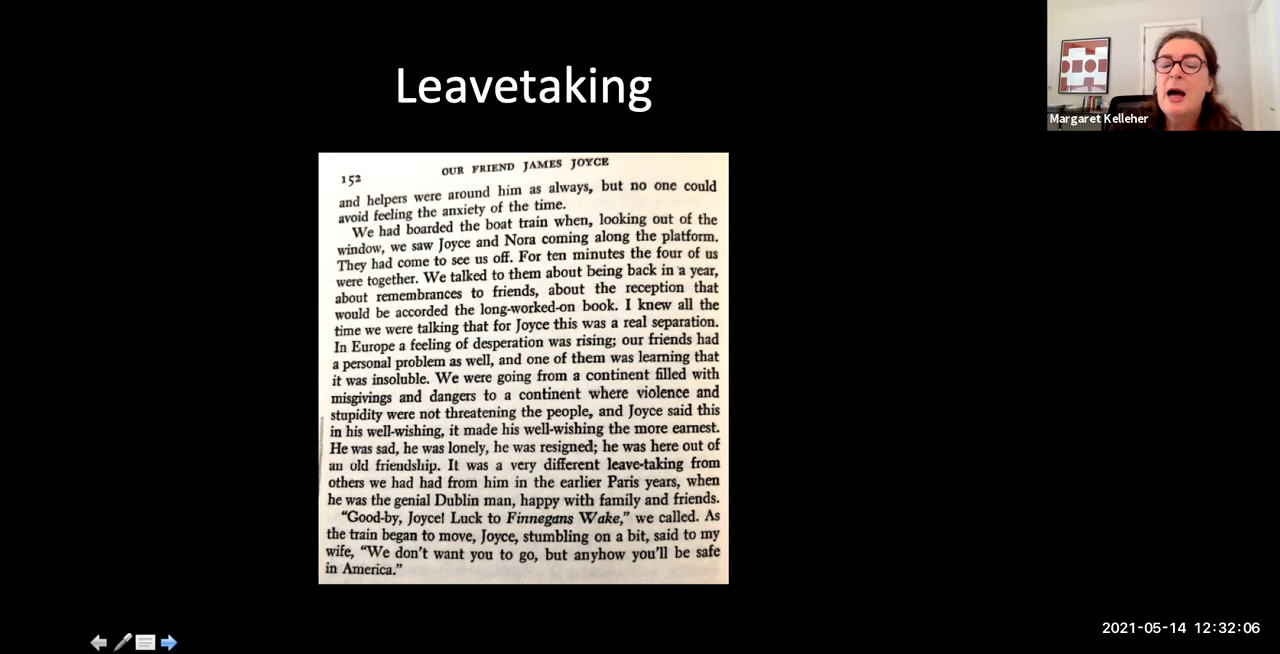 Leavetaking
Margaret Kelleher
152
OUR FRIEND JAMES JOYCE
and helpers were around him as always, but no one could
avoid feeling the anxiety of the time.
We had boarded the boat train when, looking out of the
window, we saw Joyce and Nora coming along the platform.
They had come to see us off. For ten minutes the four of us
were together. We talked to them about being back in a year,
about remembrances to friends, about the reception that
would be accorded the long-worked-on book. I knew all the
time we were talking that for Joyce this was a real separation.
In Europe a feeling of desperation was rising; our friends had
a personal problem as well, and one of them was learning that
it was insoluble. We were going from a continent filled with
misgivings and dangers to a continent where violence and
stupidity were not threatening the people, and Joyce said this
in his well-wishing, it made his well-wishing the more earnest.
He was sad, he was lonely, he was resigned; he was here out of
an old friendship. It was a very different leave-taking from
others we had had from him in the earlier Paris years, when
he was the genial Dublin man, happy with family and friends.
“Good-by, Joyce! Luck to Finnegans Wake,” we called. As
the train began to move, Joyce, stumbling on a bit, said to my
wife, “We don’t want you to go, but anyhow you’ll be safe
in America.”
2021-05-14 12:32:06